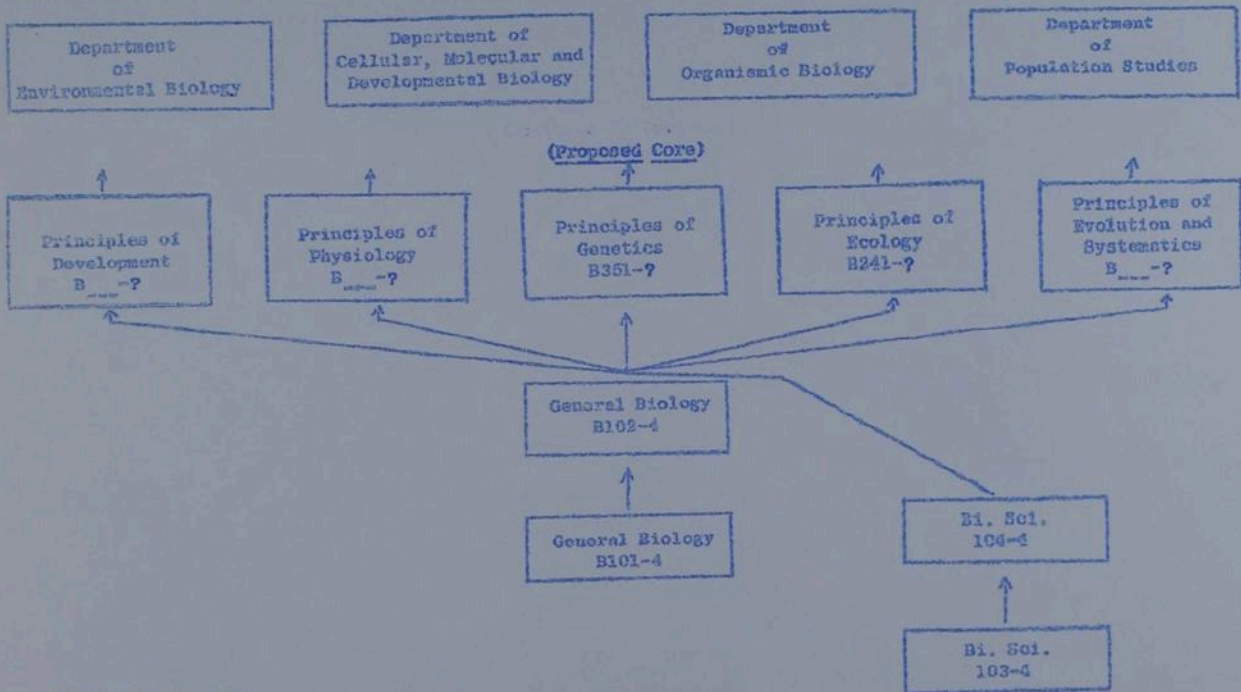 Department
of
Environmental Biology
Department of
Cellular, Molecular and
Developmental Biology
Department
of
Organismic Biology
Department
of
Population Studies
(Proposed Core)
Principles of
Development
B___-?
Principles of
Physiology
B___-?
Principles of
Genetics
B351-?
Principles of
Ecology
B241-?
Principles of
Evolution and
Systematics
B___-?
General Biology
B102-4
General Biology
B101-4
Bi. Sci.
104-4
Bi. Sci.
103-4